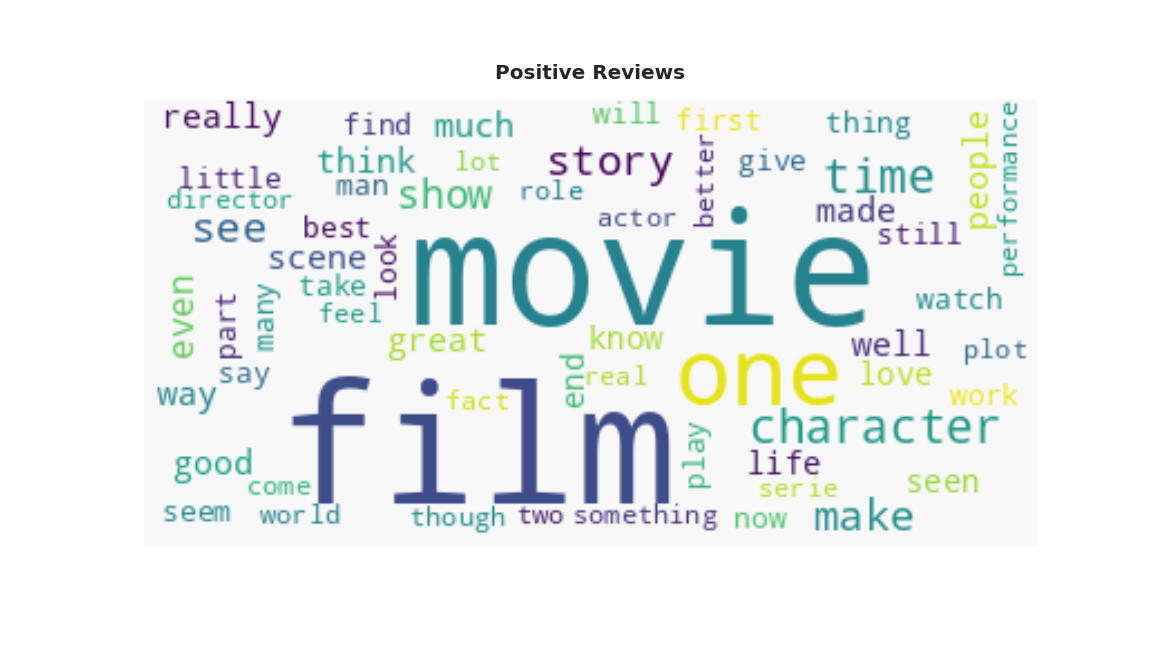 Positive Reviews
really
find
much
will
first
thing
people
performance
think
lot
story
better
give
time
little
man
show
role
director
actor
made
see
best
still
scene
look
movie
take
feel
even
part
many
watch
great
know
well
plot
say
end
real
one
love
way
fact
work
film
play
character
good
life
come
serie
seen
seem
world
though
two
something
now
make